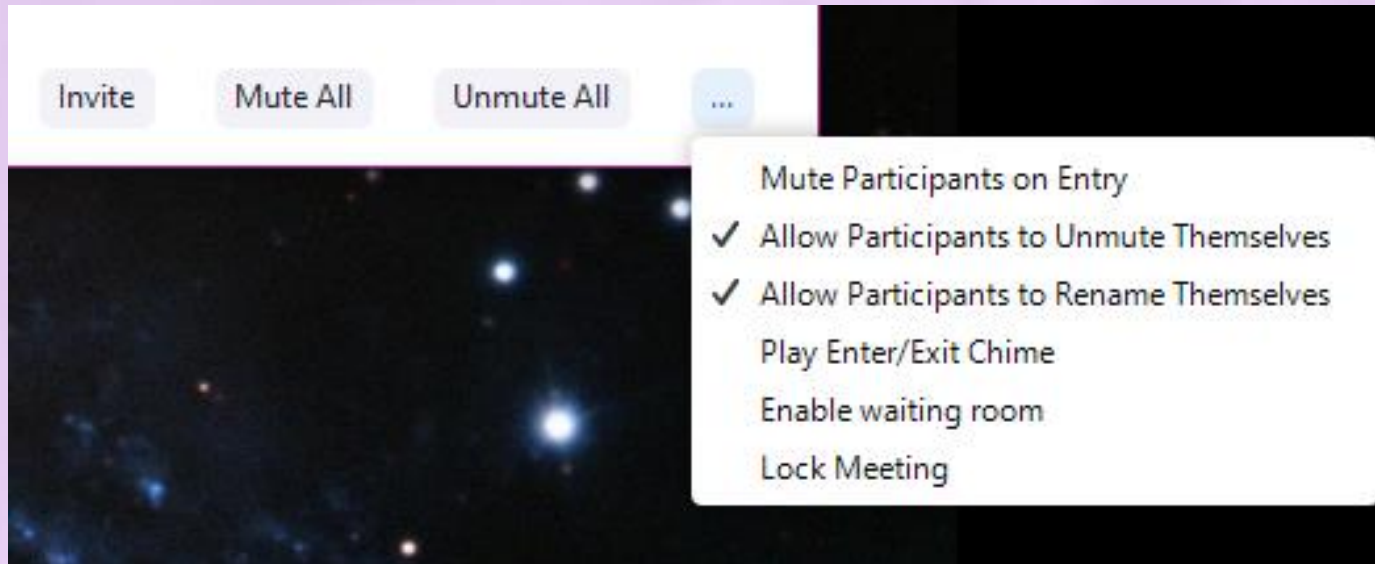 Invite Mute All Unmute All ...
Mute Participants on Entry
✓ Allow Participants to Unmute Themselves
✓ Allow Participants to Rename Themselves
Play Enter/Exit Chime
Enable waiting room
Lock Meeting